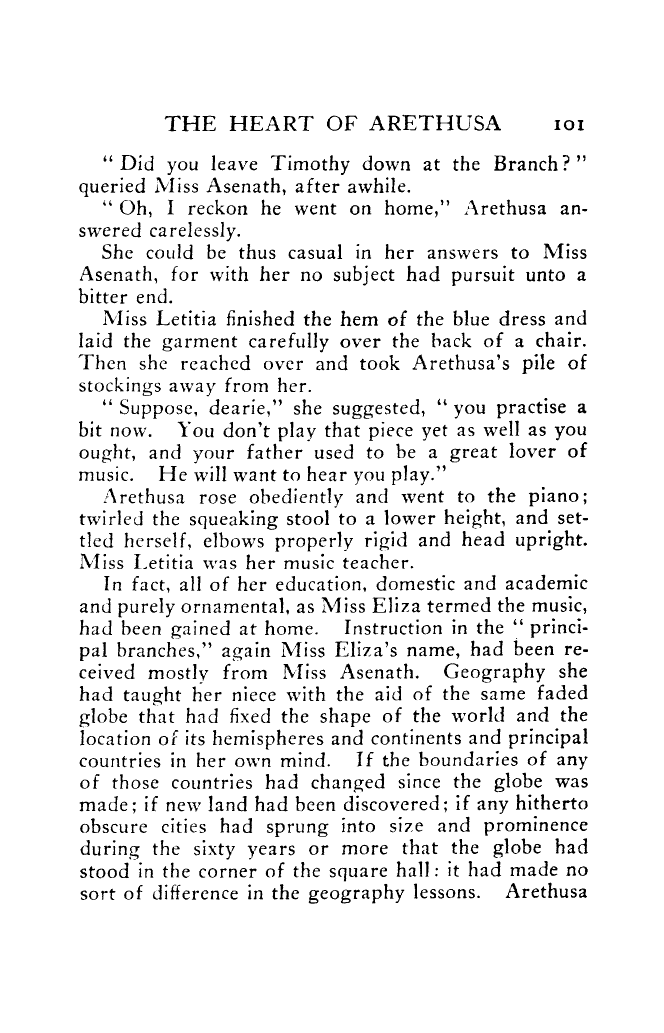 THE HEART OF ARETHUSA 101
“ Did you leave Timothy down at the Branch? ”
queried Miss Asenath, after awhile.
“ Oh, I reckon he went on home,” Arethusa an-
swered carelessly.
She could be thus casual in her answers to Miss
Asenath, for with her no subject had pursuit unto a
bitter end.
Miss Letitia finished the hem of the blue dress and
laid the garment carefully over the back of a chair.
Then she reached over and took Arethusa’s pile of
stockings away from her.
“ Suppose, dearie,” she suggested, “ you practise a
bit now. You don’t play that piece yet as well as you
ought, and your father used to be a great lover of
music. He will want to hear you play.”
Arethusa rose obediently and went to the piano;
twirled the squeaking stool to a lower height, and set-
tled herself, elbows properly rigid and head upright.
Miss Letitia was her music teacher.
In fact, all of her education, domestic and academic
and purely ornamental, as Miss Eliza termed the music,
had been gained at home. Instruction in the “ princi-
pal branches,” again Miss Eliza’s name, had been re-
ceived mostly from Miss Asenath. Geography she
had taught her niece with the aid of the same faded
globe that had fixed the shape of the world and the
location of its hemispheres and continents and principal
countries in her own mind. If the boundaries of any
of those countries had changed since the globe was
made; if new land had been discovered; if any hitherto
obscure cities had sprung into size and prominence
during the sixty years or more that the globe had
stood in the corner of the square hall: it had made no
sort of difference in the geography lessons. Arethusa